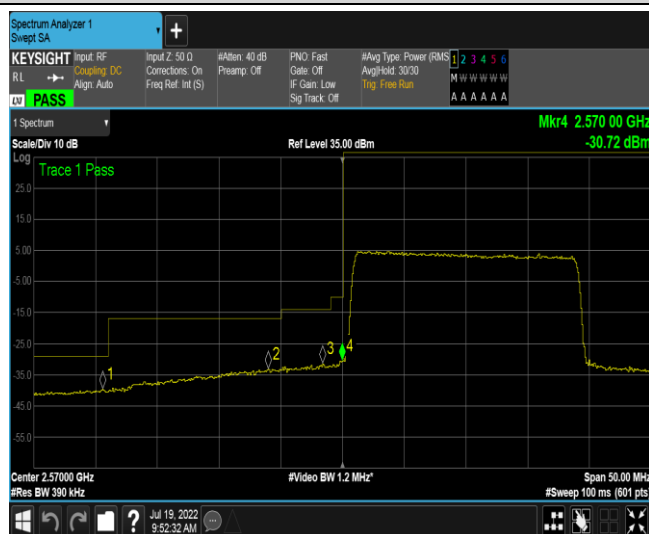 Spectrum Analyzer 1
Swept SA
+
KEYSIGHT
RL
LXI PASS
Input: RF
Coupling: DC
Align: Auto
Input Z: 50 Ω
Corrections: On
Freq Ref: Int (S)
#Atten: 40 dB
Preamp: Off
PNO: Fast
Gate: Off
IF Gain: Low
Sig Track: Off
#Avg Type: Power (RMS
Avg|Hold: 30/30
Trig: Free Run
1 2 3 4 5 6
M W W W W W
A A A A A A
1 Spectrum
Mkr4 2.570 00 GHz
Scale/Div 10 dB
Ref Level 35.00 dBm
-30.72 dBm
Log
Trace 1 Pass
25.0
15.0
5.00
-5.00
-15.0
-25.0
-35.0
-45.0
-55.0
1
2
3
4
Center 2.57000 GHz
#Video BW 1.2 MHz*
Span 50.00 MHz
#Res BW 390 kHz
#Sweep 100 ms (601 pts)
?
Jul 19, 2022
9:52:32 AM